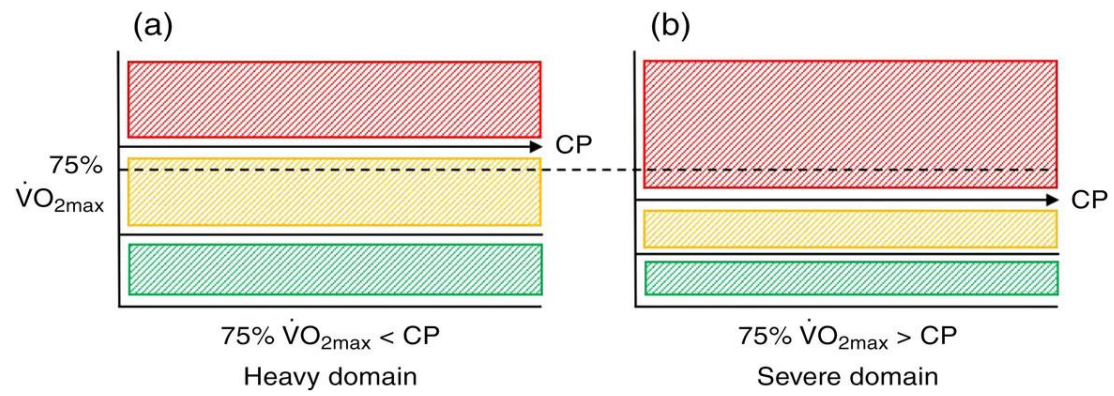 (a)
(b)
CP
75%
V̇O₂max
CP
75% V̇O₂max < CP
75% V̇O₂max > CP
Heavy domain
Severe domain